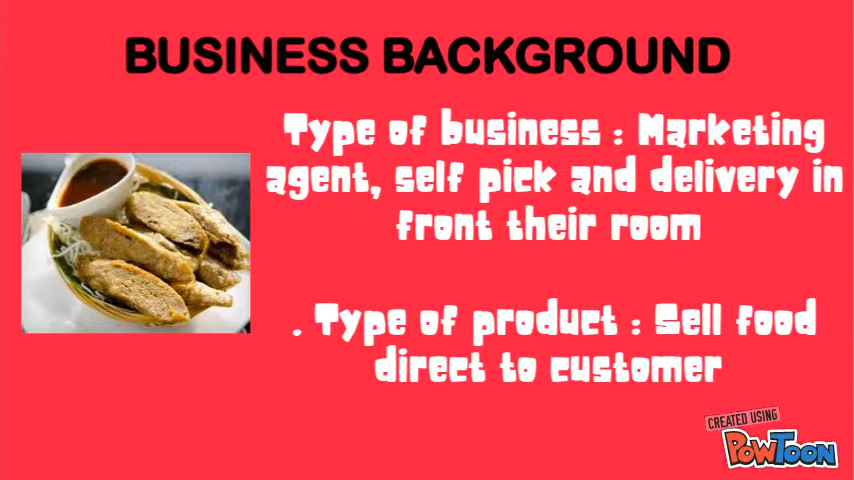 BUSINESS BACKGROUND
Type of business : Marketing
agent, self pick and delivery in
front their room
. Type of product : Sell food
direct to customer
CREATED USING
POWTOON